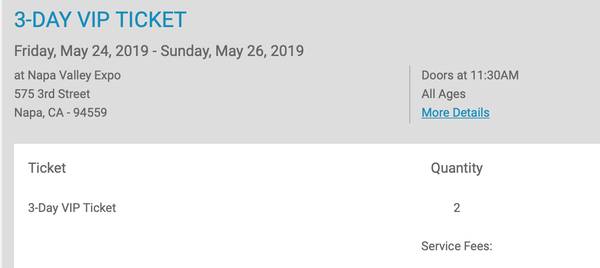 3-DAY VIP TICKET
Friday, May 24, 2019 - Sunday, May 26, 2019
at Napa Valley Expo
575 3rd Street
Napa, CA - 94559
Doors at 11:30AM
All Ages
More Details
Ticket Quantity
3-Day VIP Ticket 2
Service Fees: